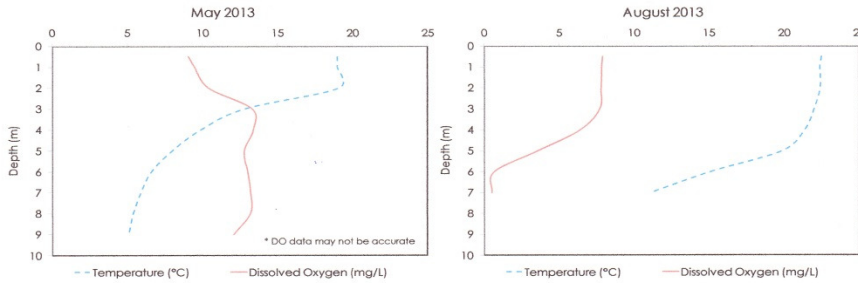 May 2013
0 5 10 15 20 25
0
1
2
3
4
5
6
7
8
9
10
Depth (m)
* DO data may not be accurate
Temperature (°C) Dissolved Oxygen (mg/L)
August 2013
0 5 10 15 20
0
1
2
3
4
5
6
7
8
9
10
Depth (m)
Temperature (°C) Dissolved Oxygen (mg/L)